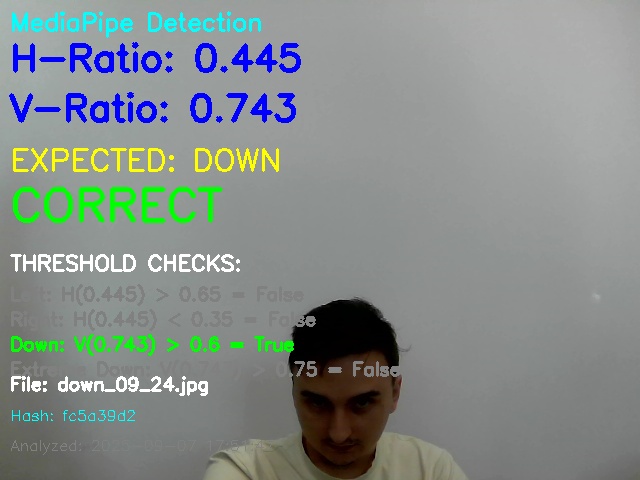 MediaPipe Detection
H-Ratio: 0.445
V-Ratio: 0.743
EXPECTED: DOWN
CORRECT
THRESHOLD CHECKS:
Left: H(0.445) > 0.65 = False
Right: H(0.445) < 0.35 = False
Down: V(0.743) > 0.6 = True
Extreme Down: V(0.743) > 0.75 = False
File: down_09_24.jpg
Hash: fc5a39d2
Analyzed: